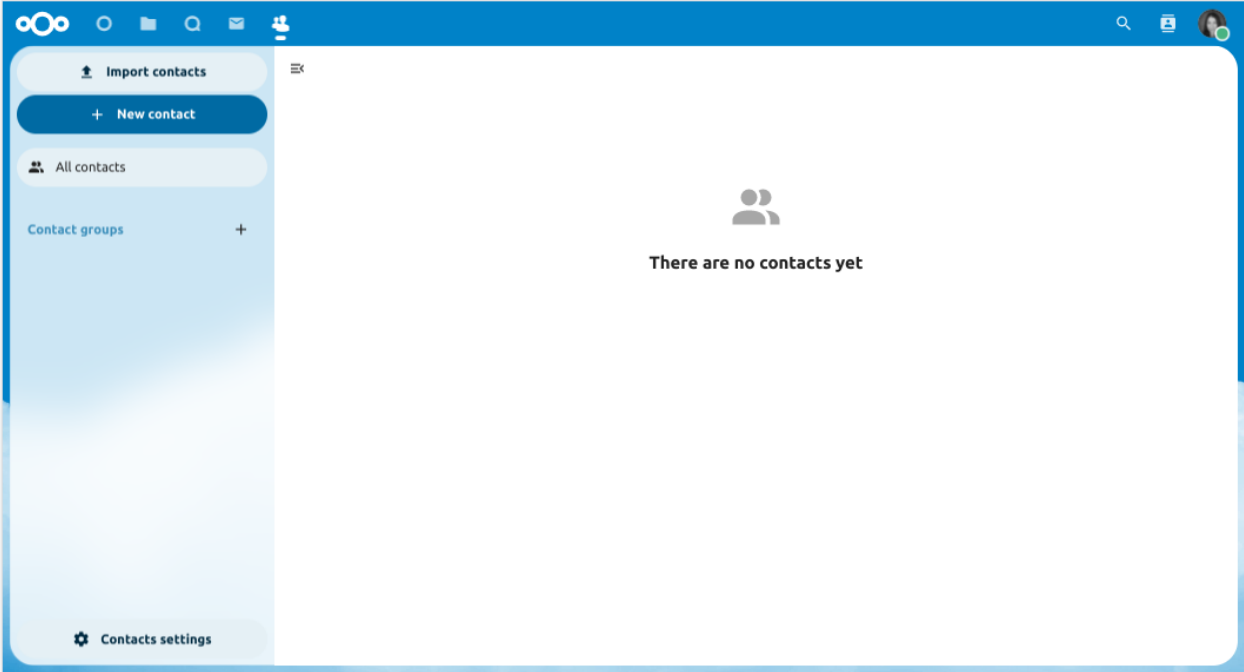 Import contacts
New contact
All contacts
Contact groups
There are no contacts yet
Contacts settings